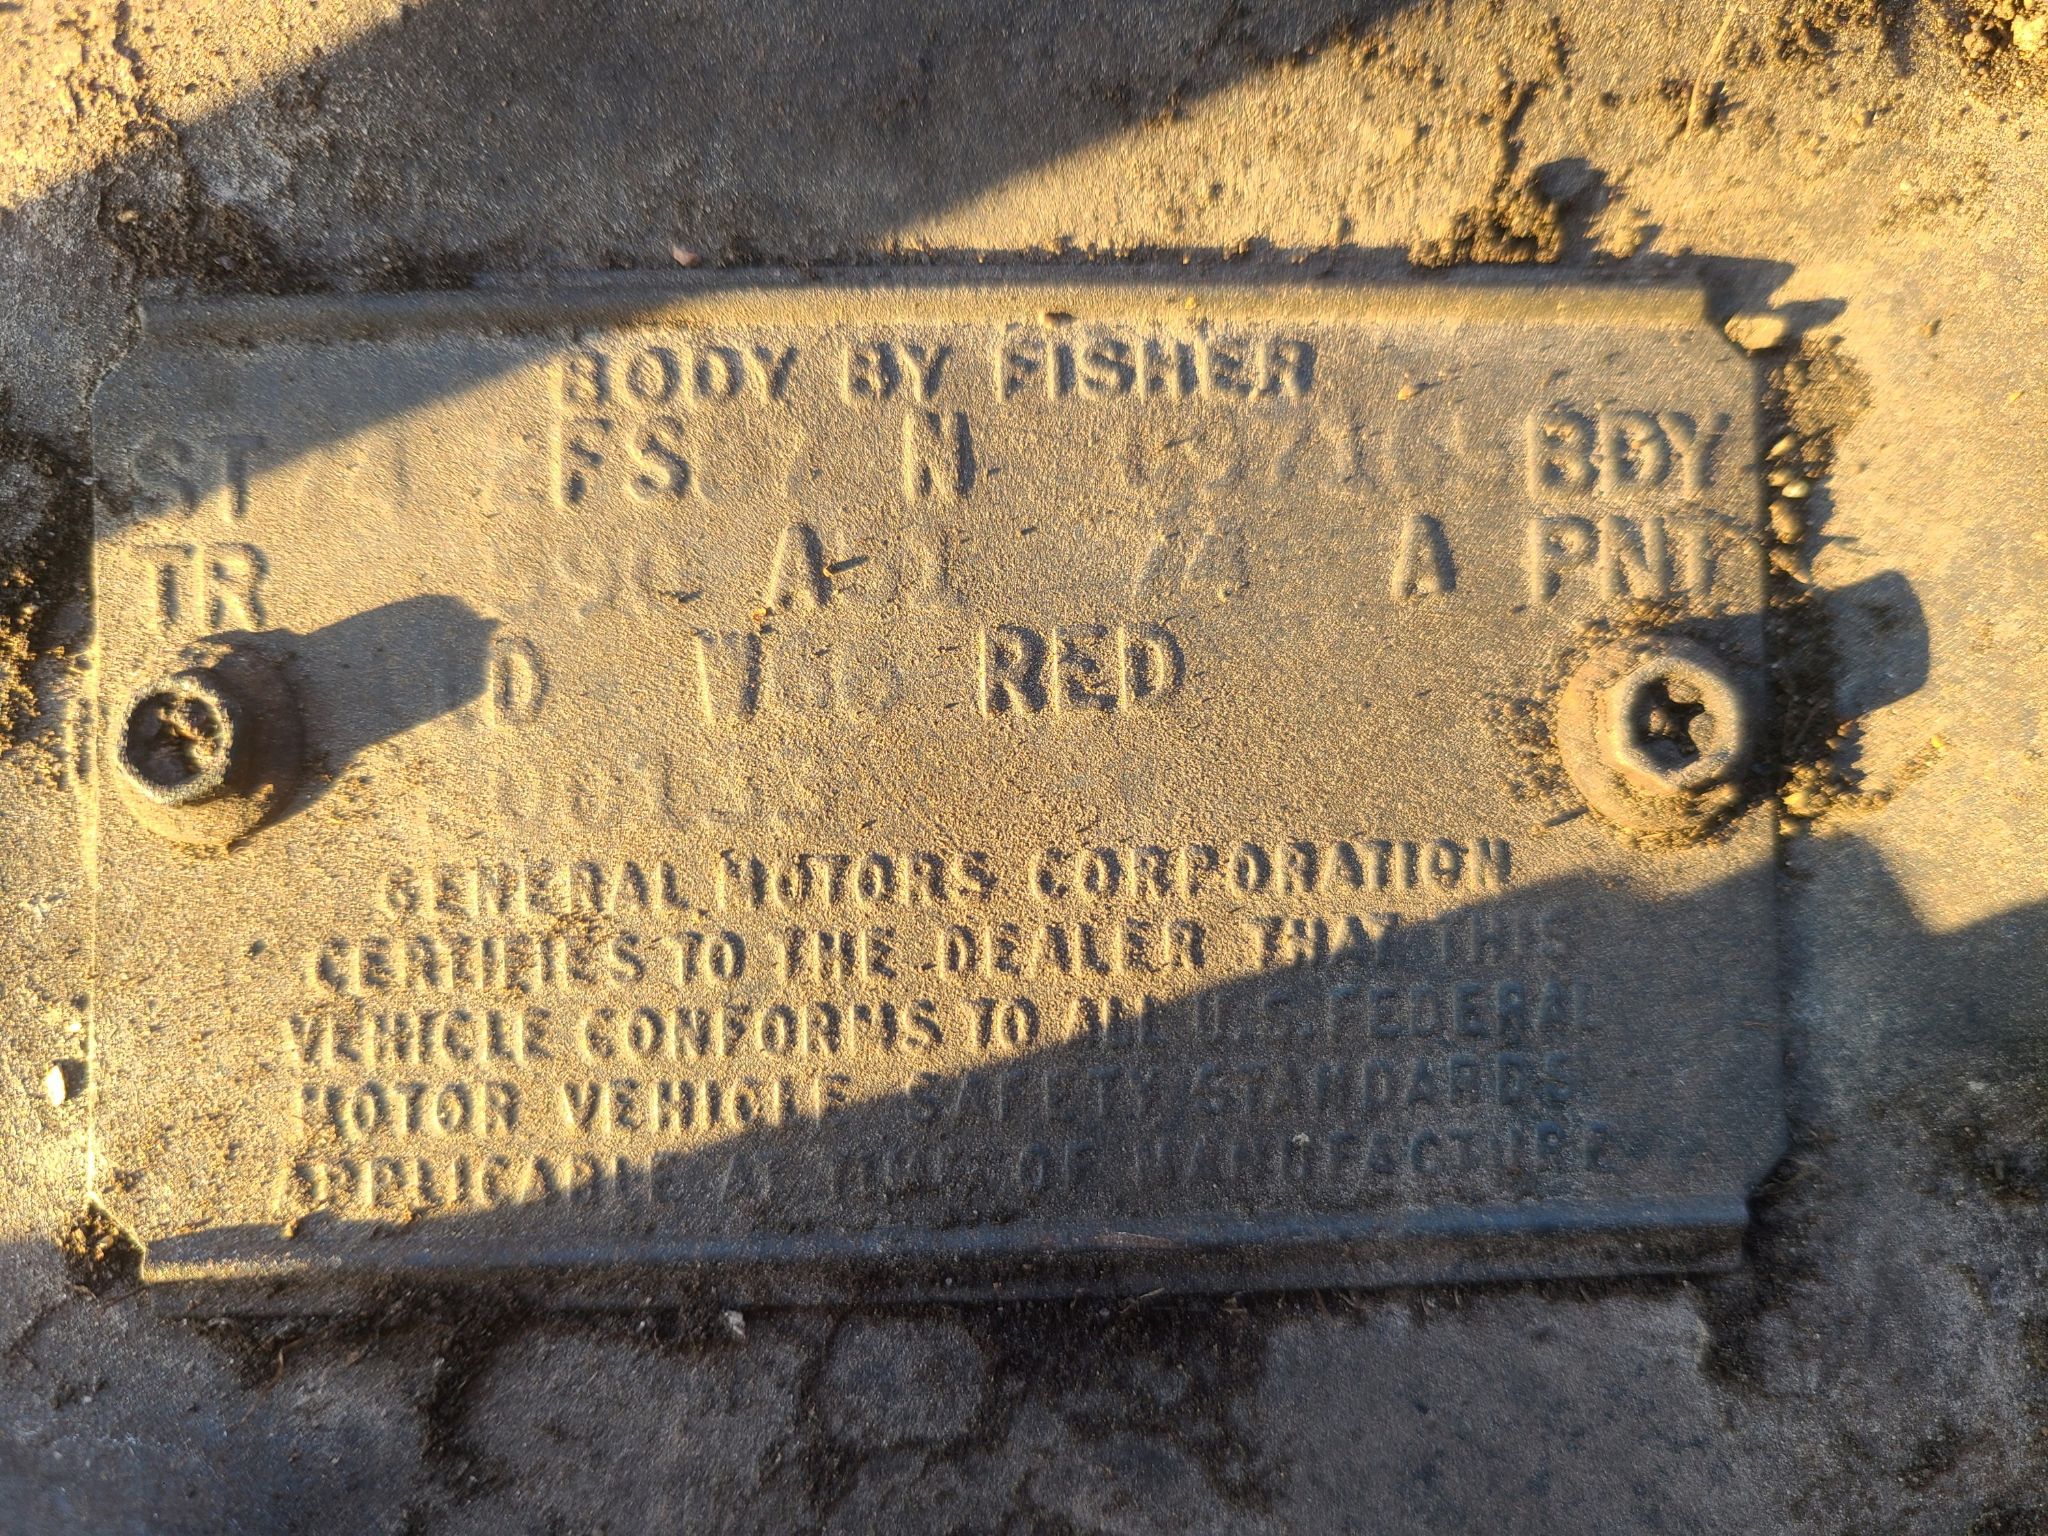 BODY BY FISHER
ST FS N BDY
TR A 74 A PNT
D RED
GENERAL MOTORS CORPORATION
CERTIFIES TO THE DEALER THAT THIS
VEHICLE CONFORMS TO ALL U.S. FEDERAL
MOTOR VEHICLE SAFETY STANDARDS
APPLICABLE AT TIME OF MANUFACTURE